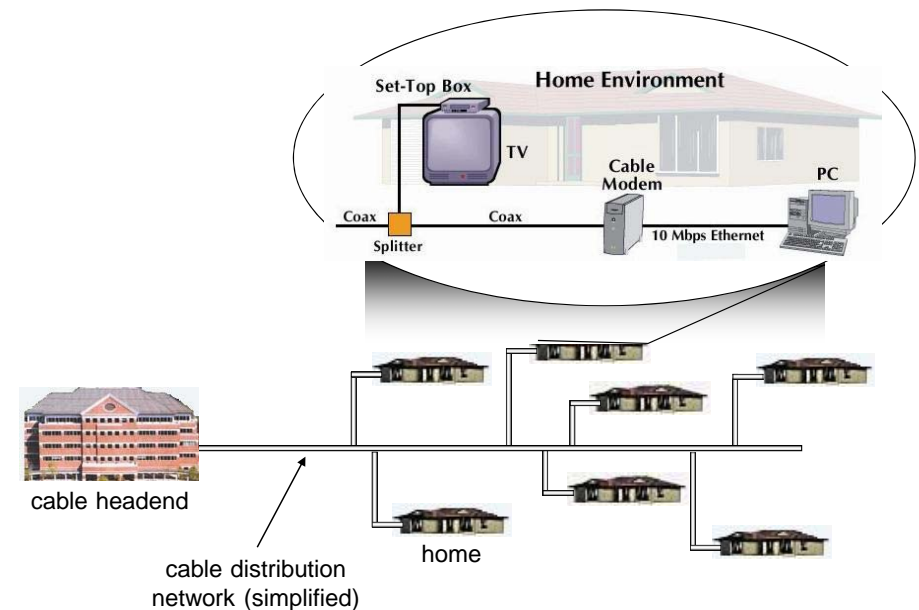 Home Environment
Set-Top Box
TV
Cable
Modem
PC
Coax
Coax
Splitter
10 Mbps Ethernet
cable headend
home
cable distribution
network (simplified)